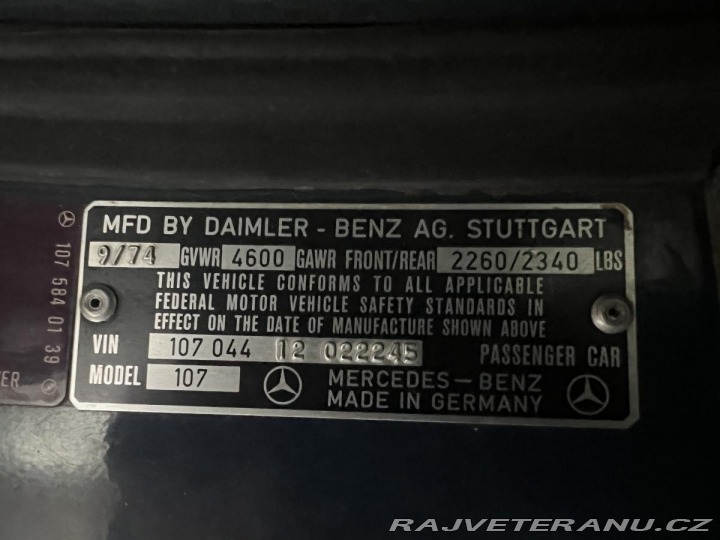 MFD BY DAIMLER - BENZ AG. STUTTGART
9/74 GVWR 4600 GAWR FRONT/REAR 2260/2340 LBS
THIS VEHICLE CONFORMS TO ALL APPLICABLE
FEDERAL MOTOR VEHICLE SAFETY STANDARDS IN
EFFECT ON THE DATE OF MANUFACTURE SHOWN ABOVE
VIN 107 044 12 022245 PASSENGER CAR
MODEL 107 MERCEDES-BENZ
MADE IN GERMANY
107 584 01 39
RAJVETERANU.CZ